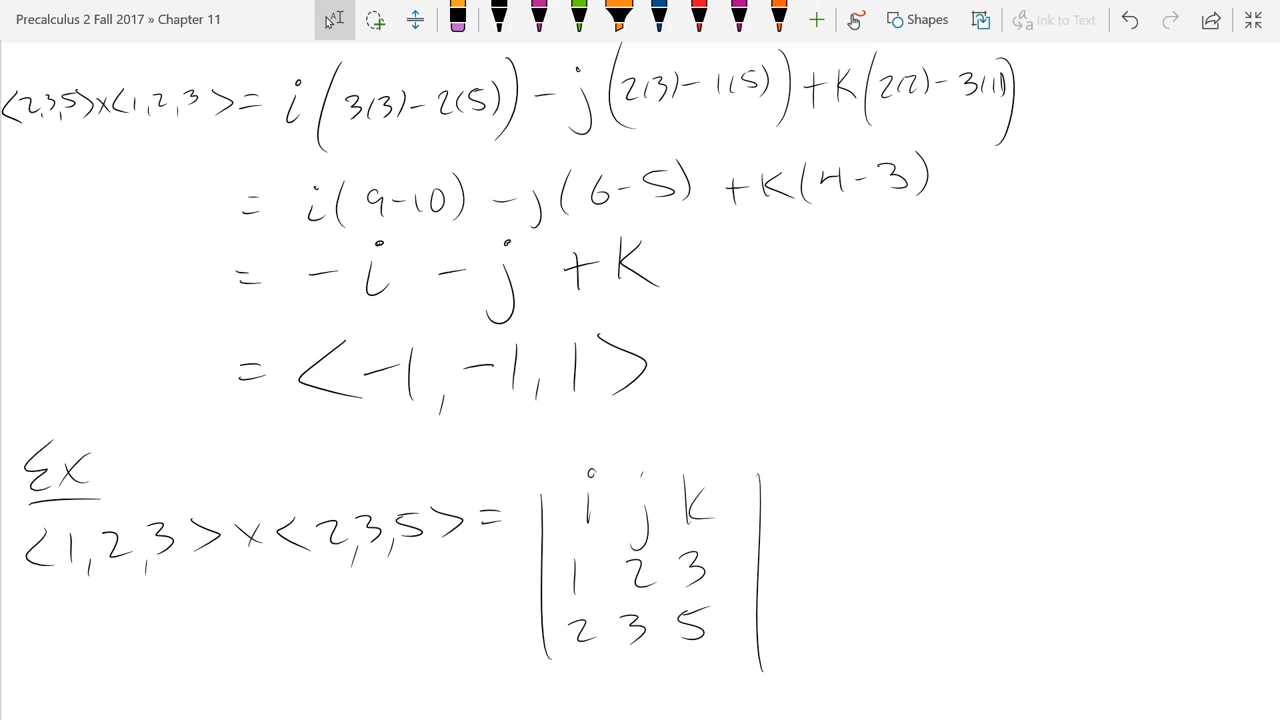 Precalculus 2 Fall 2017 » Chapter 11 Shapes Ink to Text
<2,3,5>x<1,2,3> = i(3(3)-2(5)) - j(2(3)-1(5)) + k(2(2)-3(1))
= i(9-10) - j(6-5) + k(4-3)
= -i - j + k
= <-1,-1,1>
Ex
<1,2,3> x <2,3,5> = | i j k |
1 2 3
2 3 5